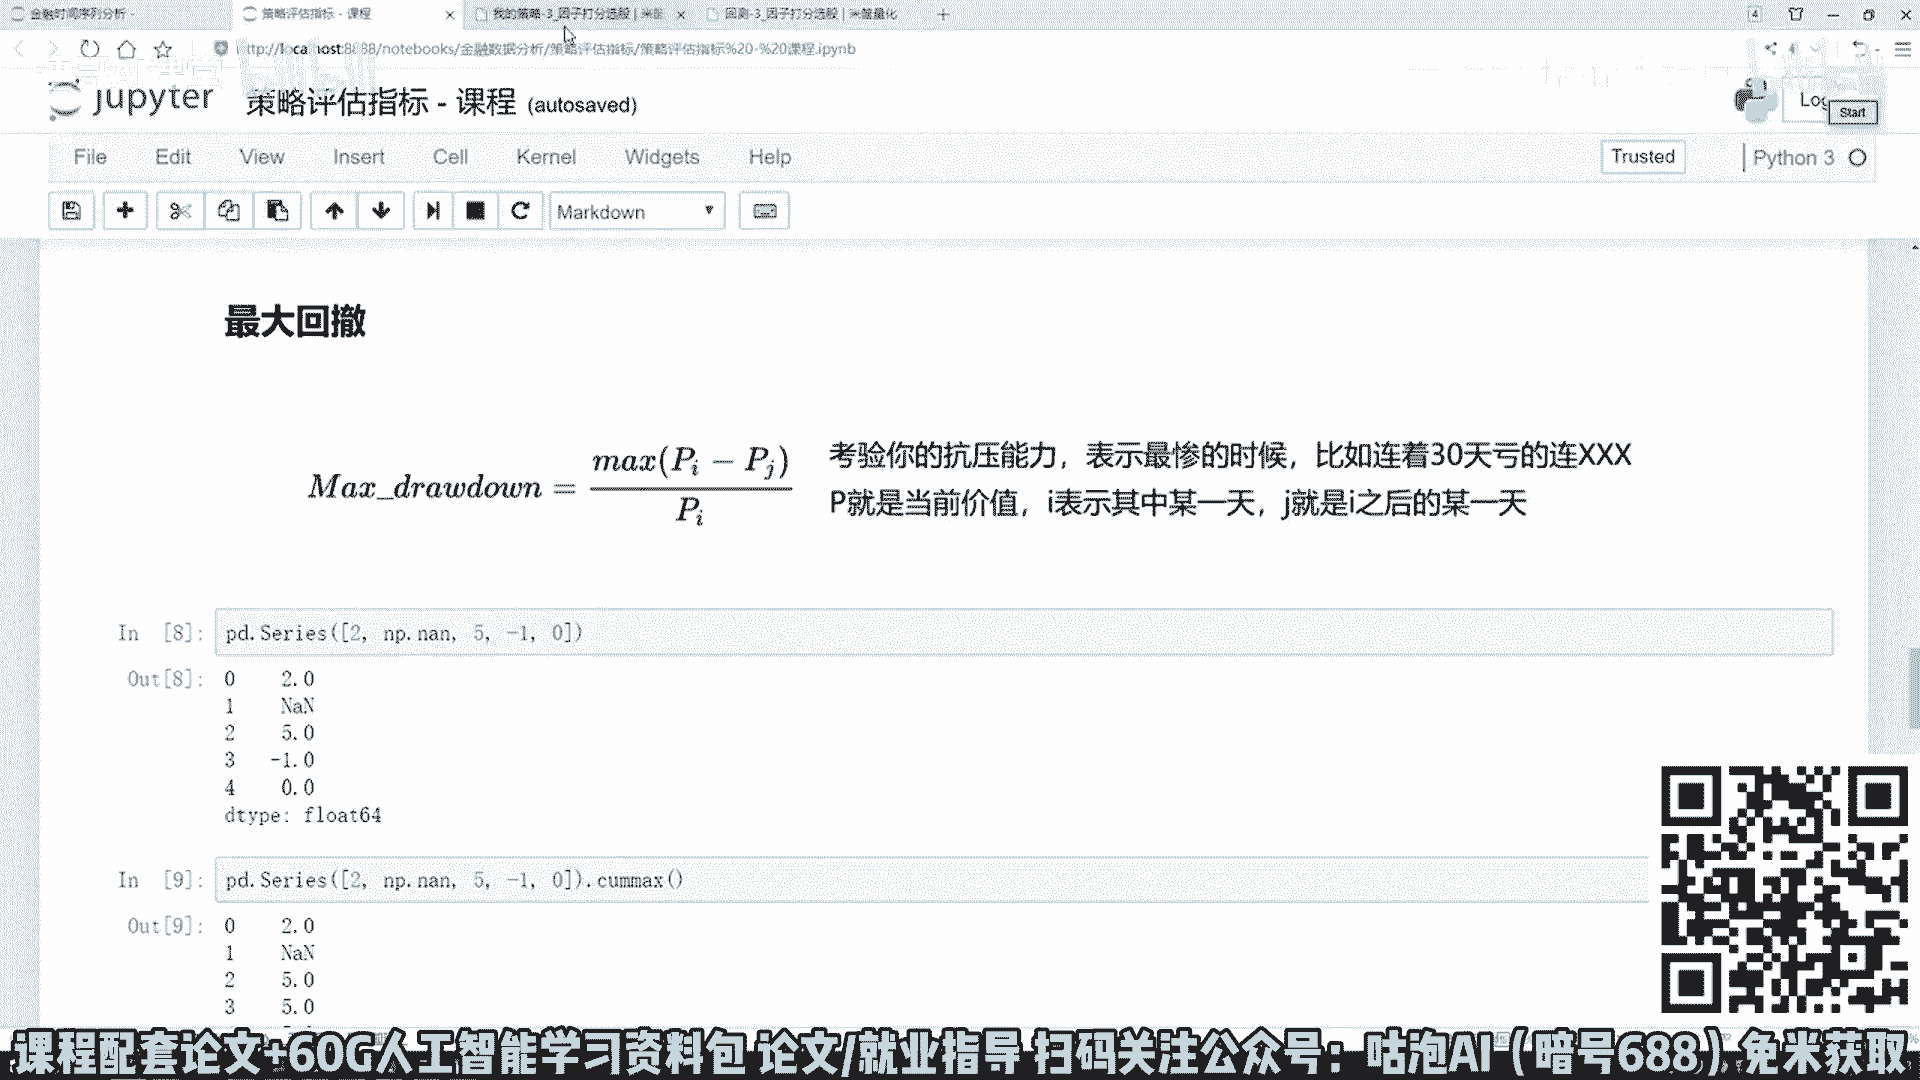 金融时间序列分析 -
策略评估指标 - 课程
我的策略-3_因子打分选股 | 米筐
回测-3_因子打分选股 | 米筐量化
4
ttp://localhost:8888/notebooks/金融数据分析/策略评估指标/策略评估指标%20-%20课程.ipynb
jupyter 策略评估指标 - 课程 (autosaved)
Start
File Edit View Insert Cell Kernel Widgets Help
Trusted
Python 3
Markdown
最大回撤
Max_drawdown = max(P_i − P_j) / P_i
考验你的抗压能力，表示最惨的时候，比如连着30天亏的连XXX
P就是当前价值，i表示其中某一天，j就是i之后的某一天
In [8]: pd.Series([2, np.nan, 5, -1, 0])
Out[8]: 0 2.0
1 NaN
2 5.0
3 -1.0
4 0.0
dtype: float64
In [9]: pd.Series([2, np.nan, 5, -1, 0]).cummax()
Out[9]: 0 2.0
1 NaN
2 5.0
3 5.0
课程配套论文+60G人工智能学习资料包 论文/就业指导 扫码关注公众号：咕泡AI（暗号688）免米获取